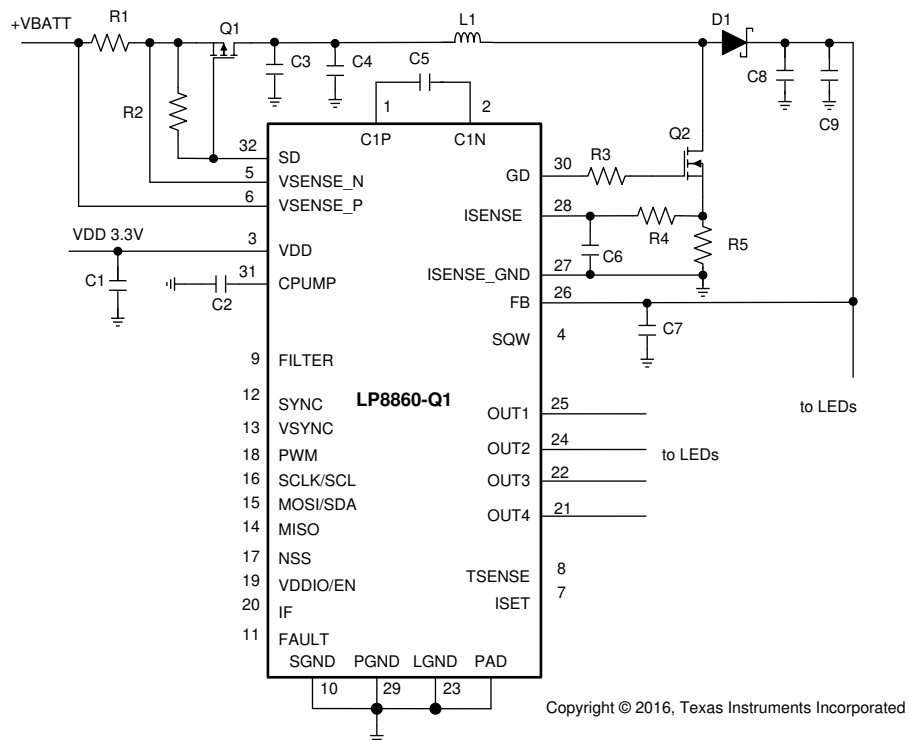 +VBATT
R1
Q1
L1
D1
C3
C4
C5
C8
C9
R2
1
2
C1P
C1N
Q2
32
SD
5
VSENSE_N
6
VSENSE_P
GD
30
R3
ISENSE
28
R4
R5
C6
VDD 3.3V
3
VDD
C1
31
CPUMP
C2
ISENSE_GND
27
FB
26
C7
SQW
4
9
FILTER
LP8860-Q1
to LEDs
12
SYNC
13
VSYNC
18
PWM
16
SCLK/SCL
15
MOSI/SDA
14
MISO
17
NSS
19
VDDIO/EN
20
IF
11
FAULT
OUT1
25
OUT2
24
to LEDs
OUT3
22
OUT4
21
TSENSE
8
ISET
7
SGND
PGND
LGND
PAD
10
29
23
Copyright © 2016, Texas Instruments Incorporated